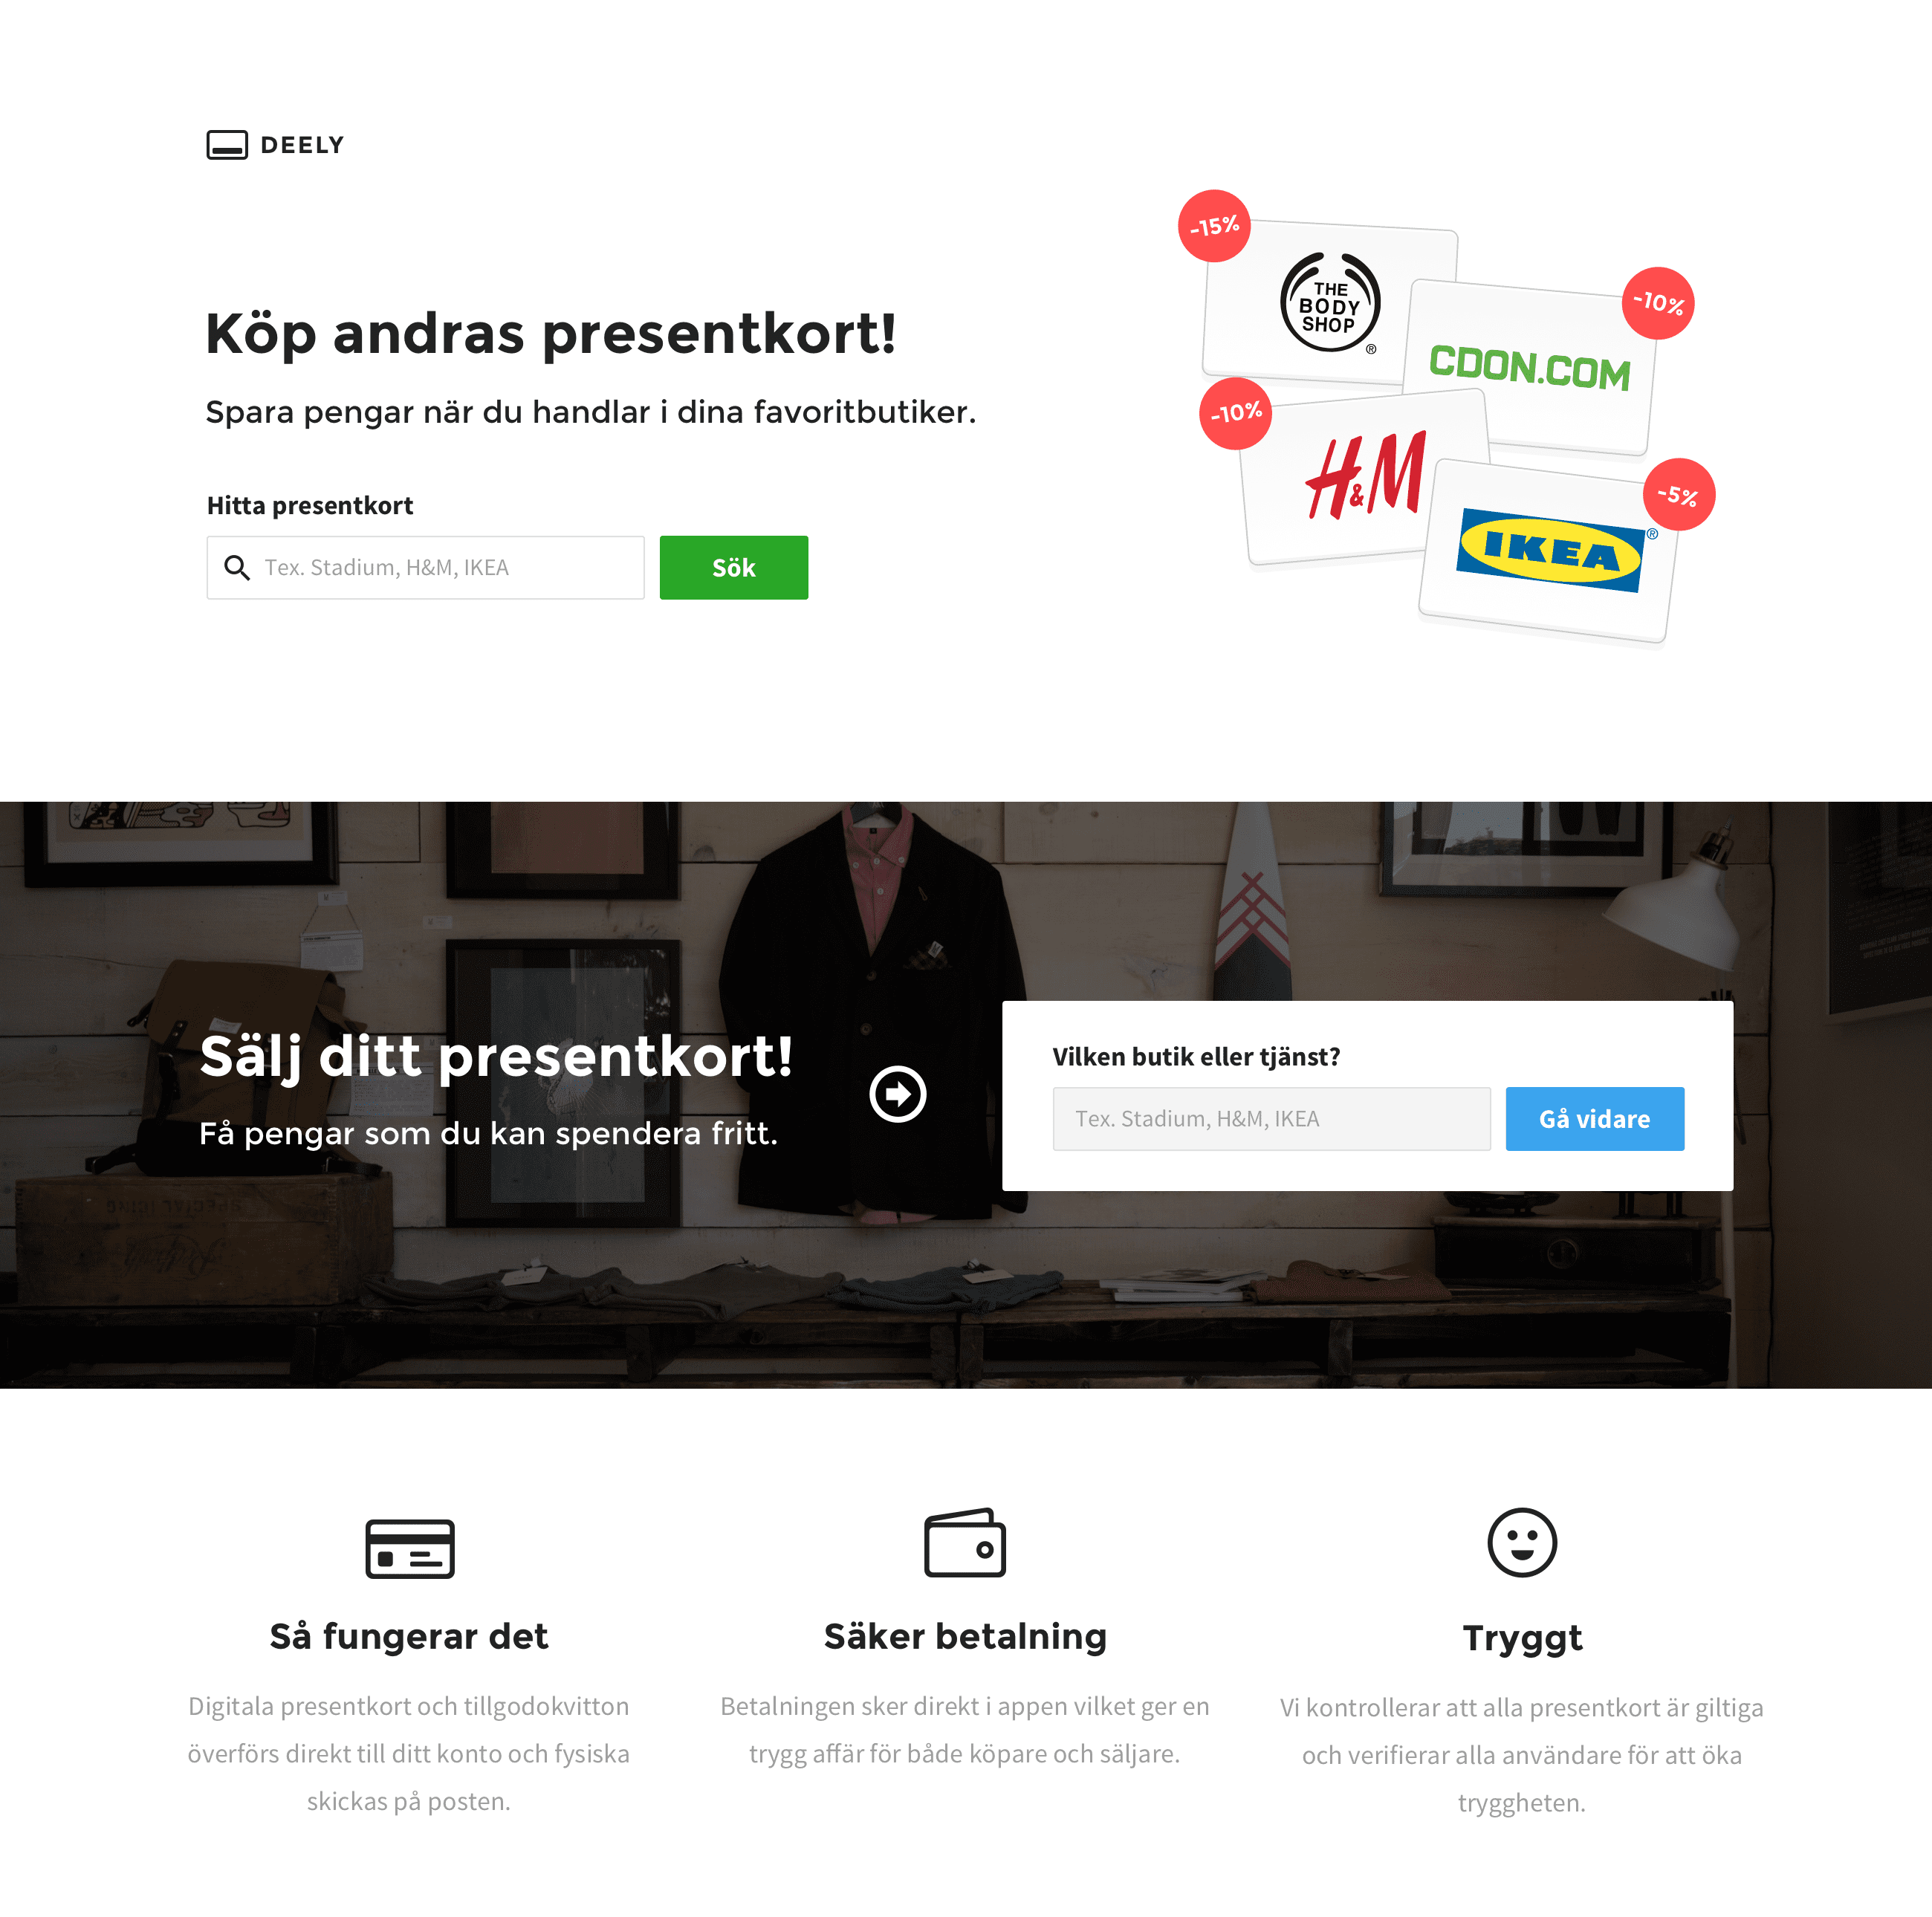 DEELY
-15%
THE
BODY
SHOP
®
-10%
CDON.COM
Köp andras presentkort!
Spara pengar när du handlar i dina favoritbutiker.
-10%
H&M
-5%
IKEA
®
Hitta presentkort
Tex. Stadium, H&M, IKEA
Sök
Sälj ditt presentkort!
Få pengar som du kan spendera fritt.
Vilken butik eller tjänst?
Tex. Stadium, H&M, IKEA
Gå vidare
Så fungerar det
Digitala presentkort och tillgodokvitton
överförs direkt till ditt konto och fysiska
skickas på posten.
Säker betalning
Betalningen sker direkt i appen vilket ger en
trygg affär för både köpare och säljare.
Tryggt
Vi kontrollerar att alla presentkort är giltiga
och verifierar alla användare för att öka
tryggheten.